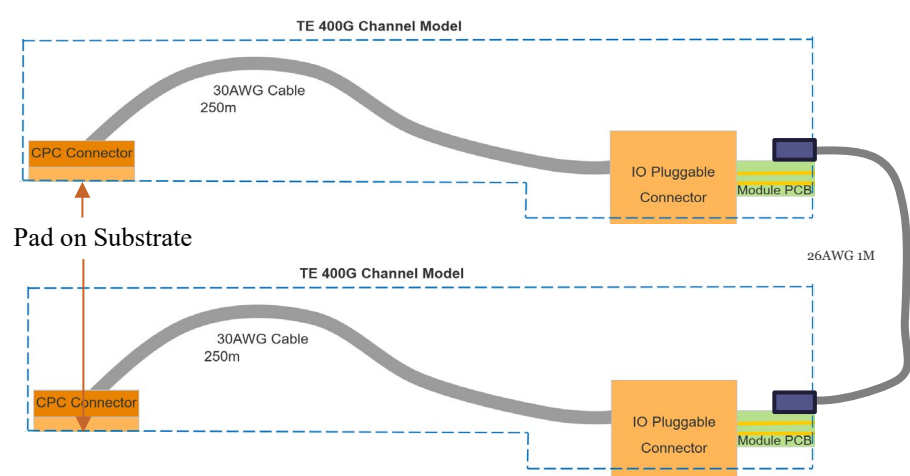 TE 400G Channel Model
30AWG Cable
250m
CPC Connector
IO Pluggable
Connector
Module PCB
Pad on Substrate
26AWG 1M
TE 400G Channel Model
30AWG Cable
250m
CPC Connector
IO Pluggable
Connector
Module PCB